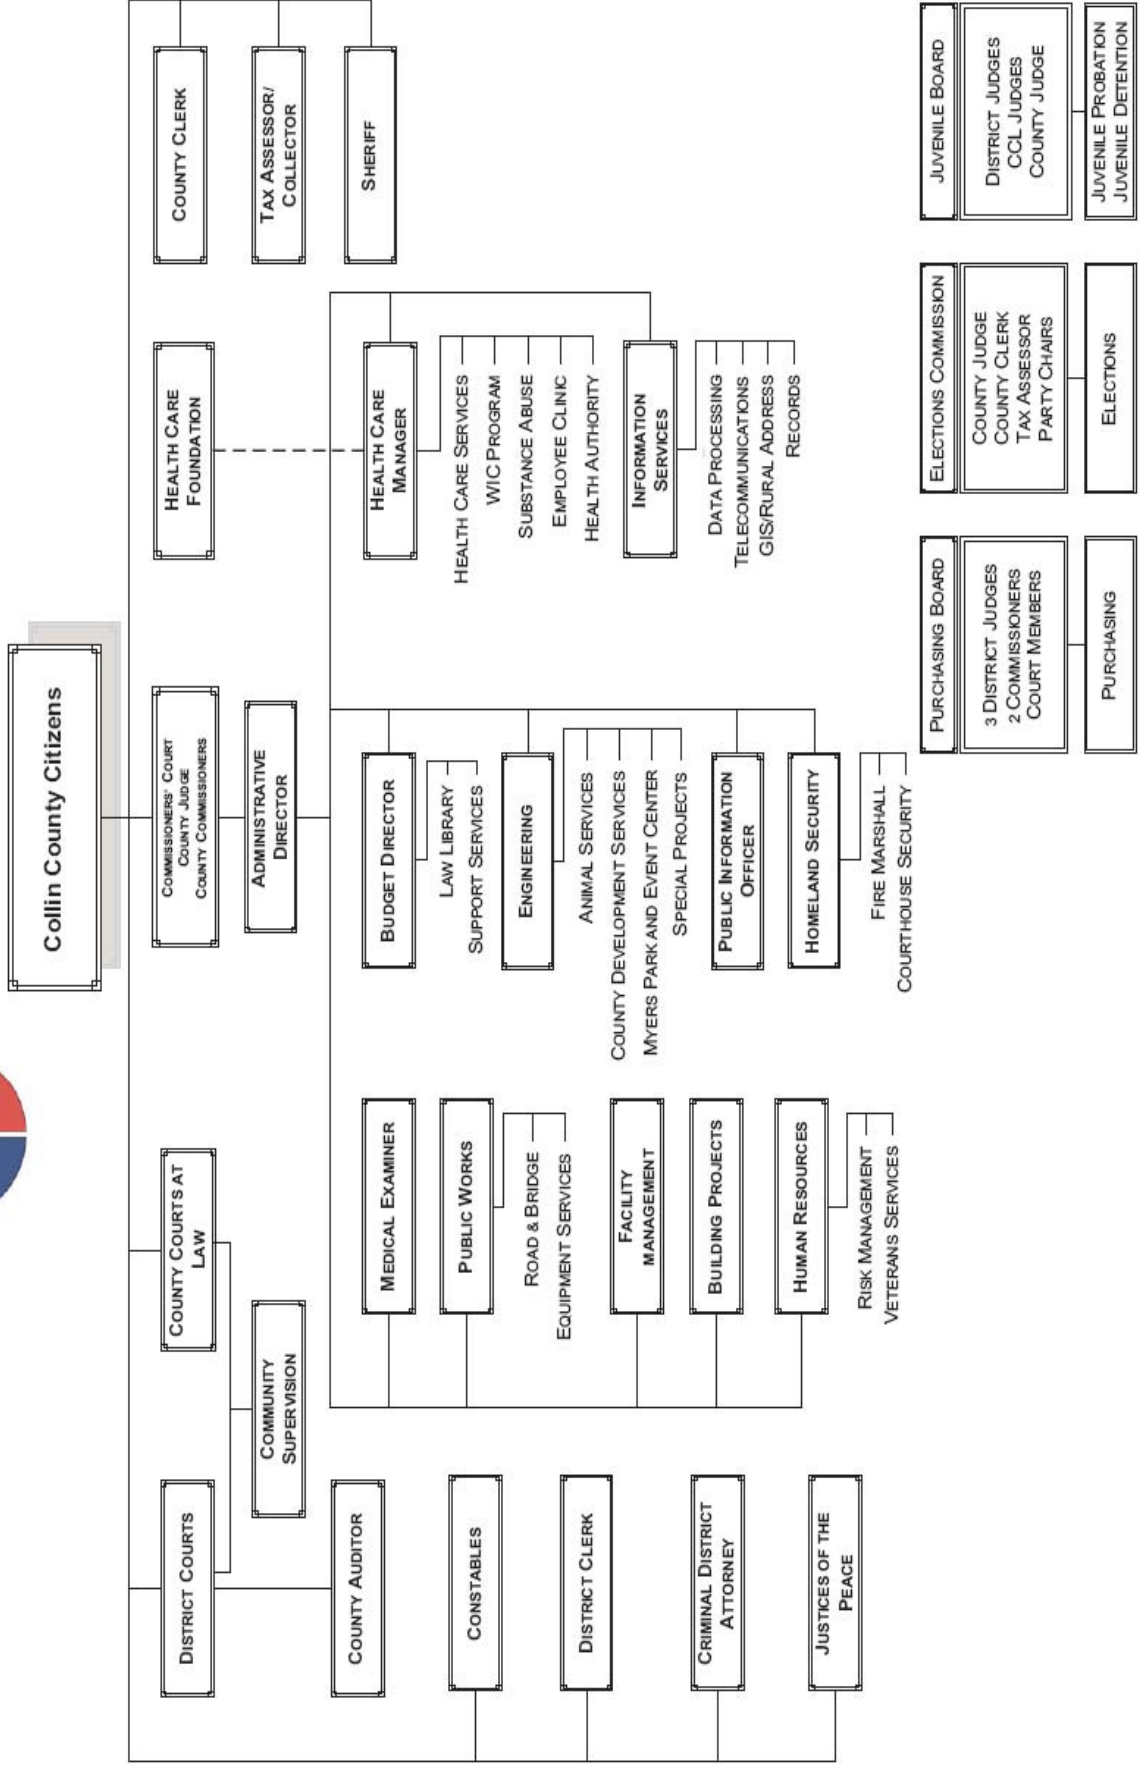 Collin County Citizens
DISTRICT COURTS
COUNTY COURTS AT
LAW
COMMISSIONERS' COURT
COUNTY JUDGE
COUNTY COMMISSIONERS
HEALTH CARE
FOUNDATION
COUNTY CLERK
COMMUNITY
SUPERVISION
ADMINISTRATIVE
DIRECTOR
TAX ASSESSOR/
COLLECTOR
COUNTY AUDITOR
SHERIFF
CONSTABLES
DISTRICT CLERK
CRIMINAL DISTRICT
ATTORNEY
JUSTICES OF THE
PEACE
MEDICAL EXAMINER
PUBLIC WORKS
ROAD & BRIDGE
EQUIPMENT SERVICES
FACILITY
MANAGEMENT
BUILDING PROJECTS
HUMAN RESOURCES
RISK MANAGEMENT
VETERANS SERVICES
BUDGET DIRECTOR
LAW LIBRARY
SUPPORT SERVICES
ENGINEERING
ANIMAL SERVICES
COUNTY DEVELOPMENT SERVICES
MYERS PARK AND EVENT CENTER
SPECIAL PROJECTS
PUBLIC INFORMATION
OFFICER
HOMELAND SECURITY
FIRE MARSHALL
COURTHOUSE SECURITY
HEALTH CARE
MANAGER
HEALTH CARE SERVICES
WIC PROGRAM
SUBSTANCE ABUSE
EMPLOYEE CLINIC
HEALTH AUTHORITY
INFORMATION
SERVICES
DATA PROCESSING
TELECOMMUNICATIONS
GIS/RURAL ADDRESS
RECORDS
PURCHASING BOARD
3 DISTRICT JUDGES
2 COMMISSIONERS
COURT MEMBERS
PURCHASING
ELECTIONS COMMISSION
COUNTY JUDGE
COUNTY CLERK
TAX ASSESSOR
PARTY CHAIRS
ELECTIONS
JUVENILE BOARD
DISTRICT JUDGES
CCL JUDGES
COUNTY JUDGE
JUVENILE PROBATION
JUVENILE DETENTION